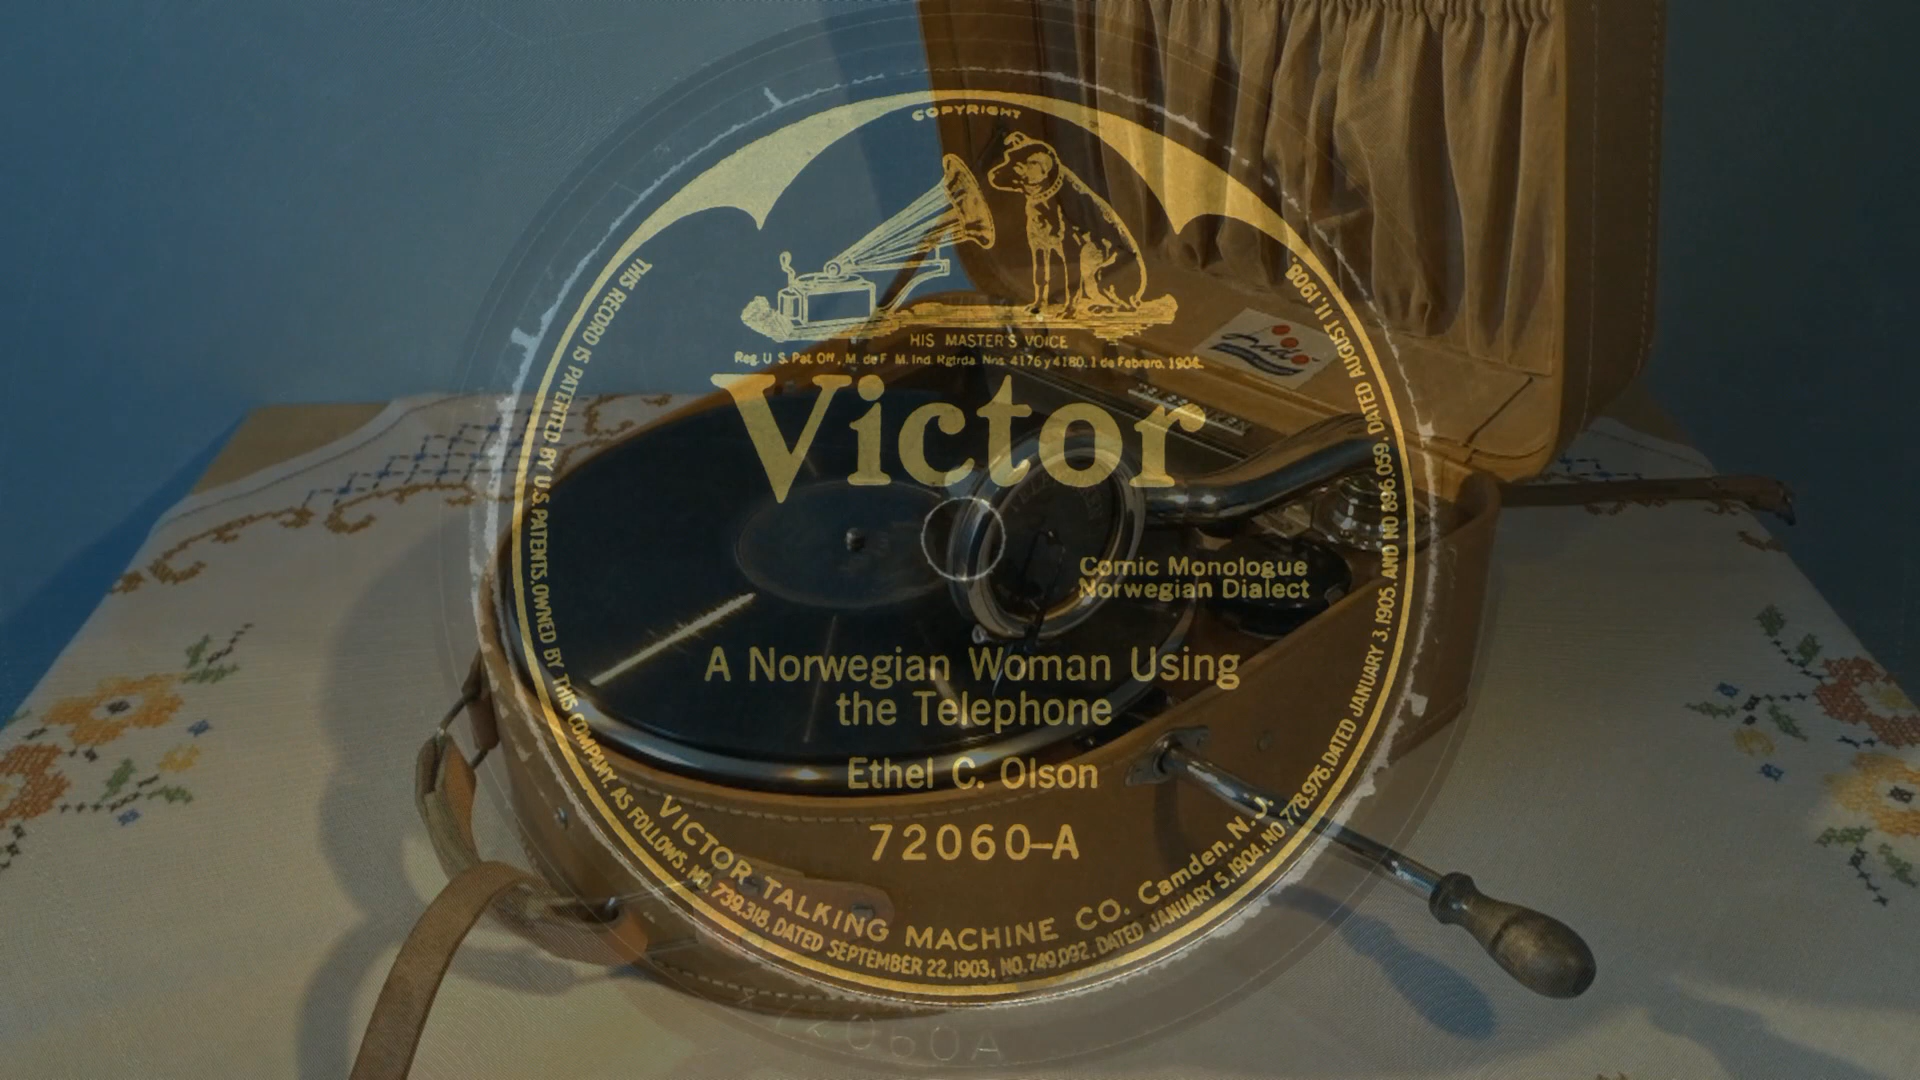 COPYRIGHT
HIS MASTER'S VOICE
Reg. U.S. Pat. Off., M. de F. M. Ind. Rgtrda. Nos. 4176 y 4180, 1 de Febrero, 1904.
Victor
Comic Monologue
Norwegian Dialect
A Norwegian Woman Using
the Telephone
Ethel C. Olson
72060–A
VICTOR TALKING MACHINE CO. Camden. N.J.
THIS RECORD IS PATENTED BY U.S. PATENTS, OWNED BY THIS COMPANY, AS FOLLOWS, NO. 739,318, DATED SEPTEMBER 22, 1903, NO. 749,092, DATED JANUARY 5, 1904, NO 778,976, DATED JANUARY 3, 1905, AND NO 896,059, DATED AUGUST 11, 1908.
72060A